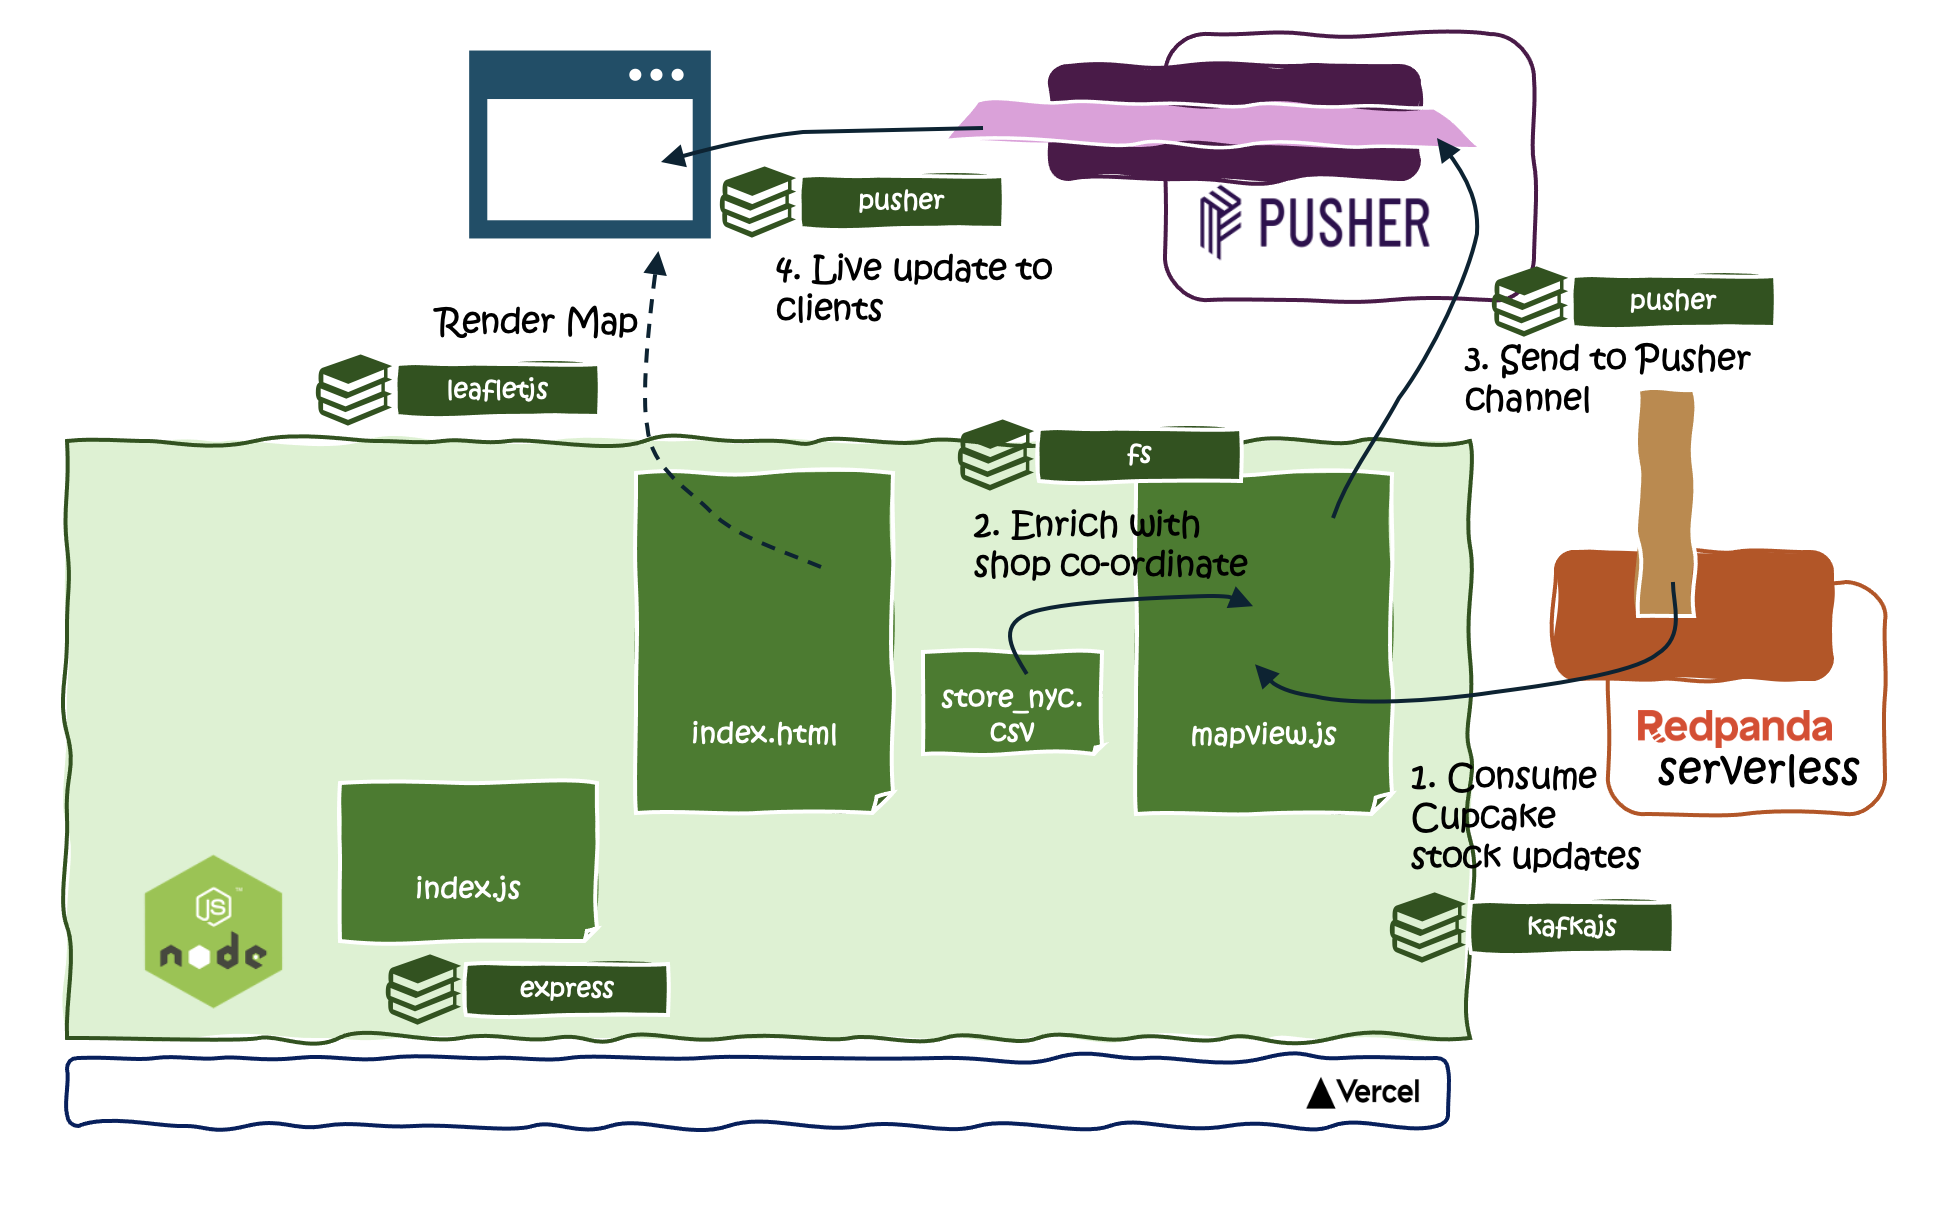 PUSHER
pusher
4. Live update to
clients
pusher
3. Send to Pusher
channel
Render Map
leafletjs
fs
2. Enrich with
shop co-ordinate
index.html
store_nyc.
csv
mapview.js
Redpanda
serverless
1. Consume
Cupcake
stock updates
kafkajs
index.js
JS
™
node
express
Vercel